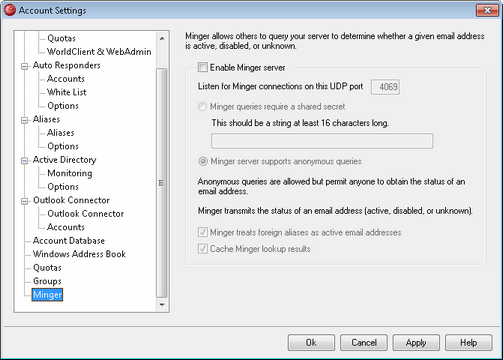 Account Settings
Quotas
WorldClient & WebAdmin
Auto Responders
Accounts
White List
Options
Aliases
Aliases
Options
Active Directory
Monitoring
Options
Outlook Connector
Outlook Connector
Accounts
Account Database
Windows Address Book
Quotas
Groups
Minger
Minger allows others to query your server to determine whether a given email address
is active, disabled, or unknown.
Enable Minger server
Listen for Minger connections on this UDP port 4069
Minger queries require a shared secret
This should be a string at least 16 characters long.
Minger server supports anonymous queries
Anonymous queries are allowed but permit anyone to obtain the status of an
email address.
Minger transmits the status of an email address (active, disabled, or unknown).
Minger treats foreign aliases as active email addresses
Cache Minger lookup results
Ok Cancel Apply Help